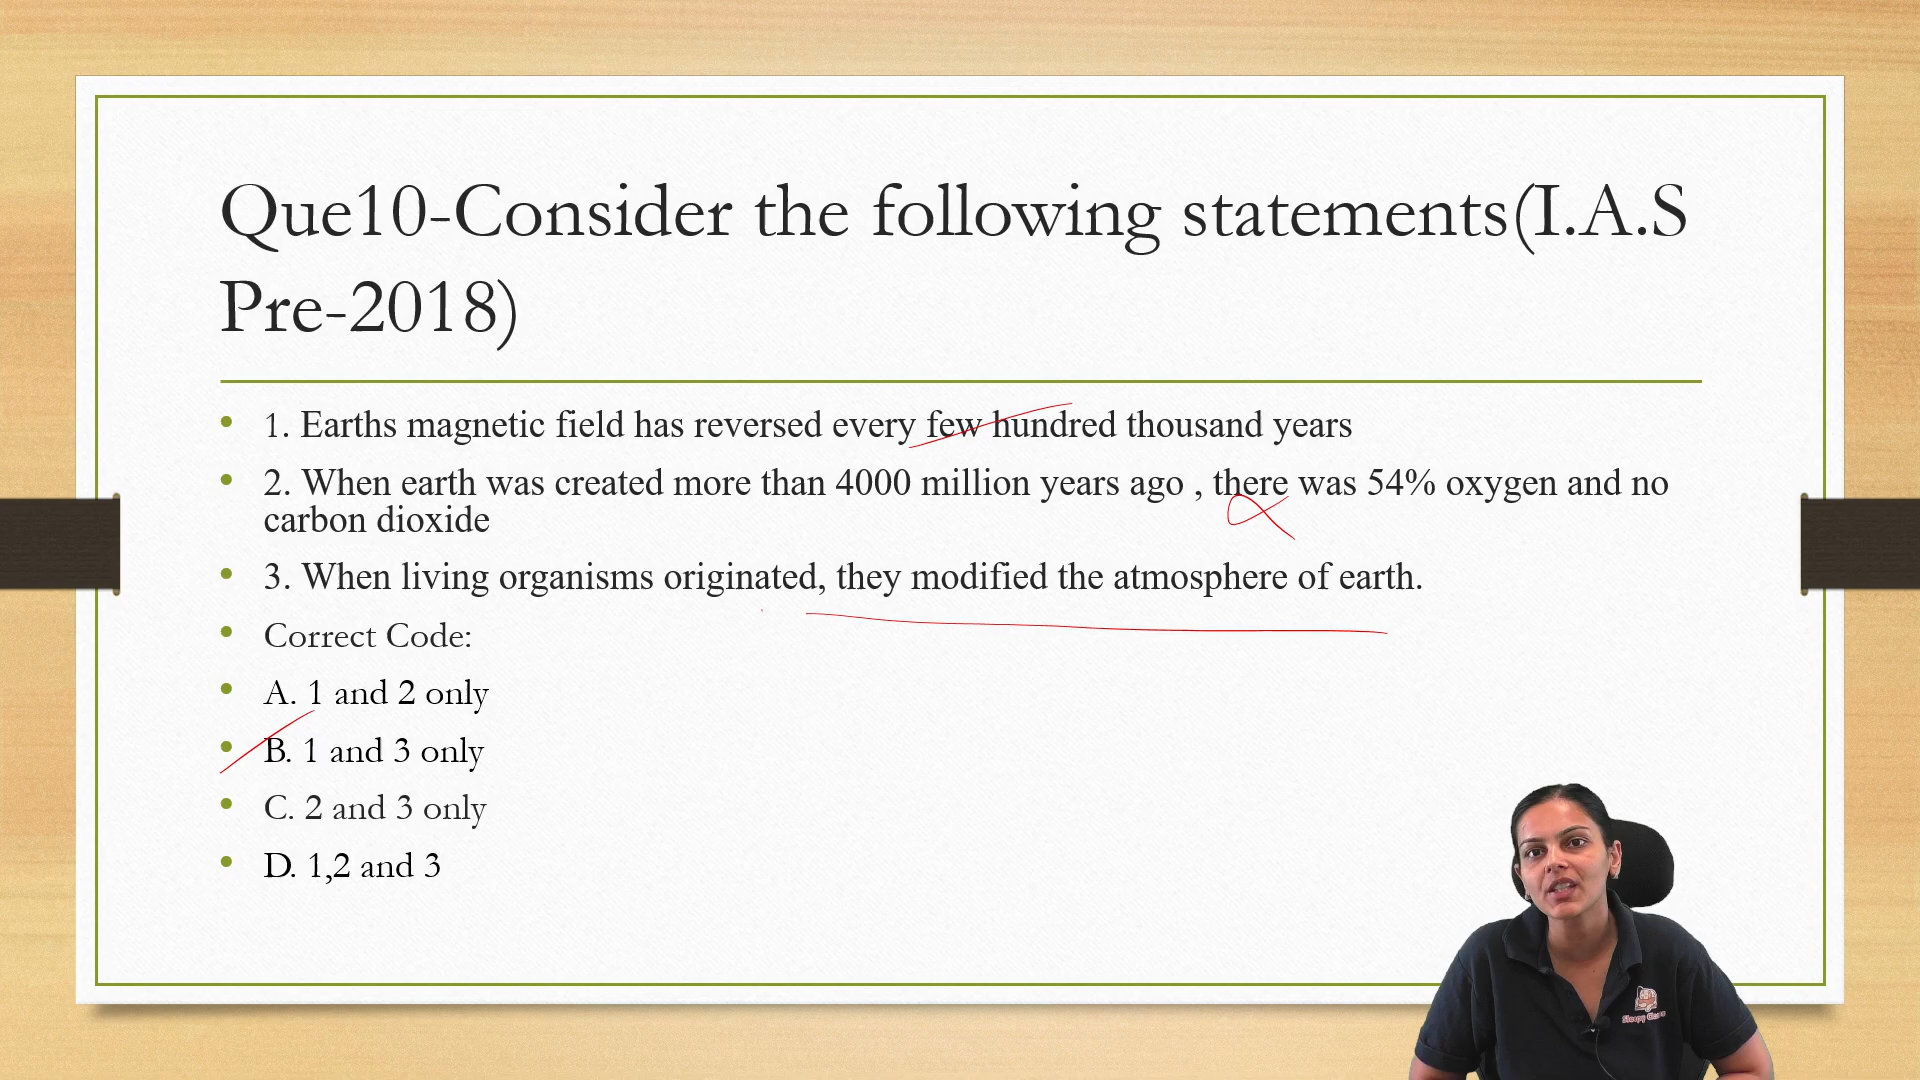 Que10-Consider the following statements(I.A.S
Pre-2018)
1. Earths magnetic field has reversed every few hundred thousand years
2. When earth was created more than 4000 million years ago , there was 54% oxygen and no
carbon dioxide
3. When living organisms originated, they modified the atmosphere of earth.
Correct Code:
A. 1 and 2 only
B. 1 and 3 only
C. 2 and 3 only
D. 1,2 and 3